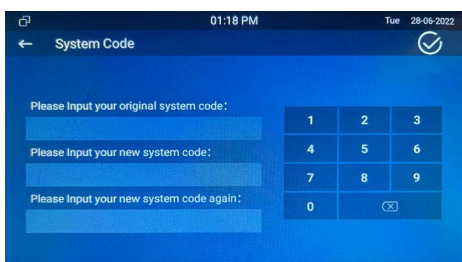 01:18 PM
Tue 28-06-2022
System Code
Please Input your original system code:
Please Input your new system code:
Please Input your new system code again:
1 2 3
4 5 6
7 8 9
0